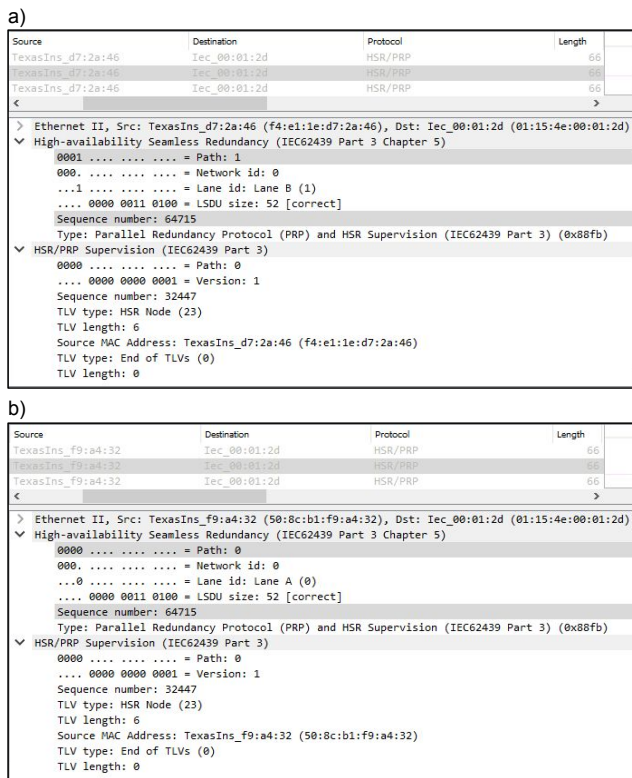 a)
Source Destination Protocol Length
TexasIns_d7:2a:46 Iec_00:01:2d HSR/PRP 66
TexasIns_d7:2a:46 Iec_00:01:2d HSR/PRP 66
TexasIns_d7:2a:46 Iec_00:01:2d HSR/PRP 66
Ethernet II, Src: TexasIns_d7:2a:46 (f4:e1:1e:d7:2a:46), Dst: Iec_00:01:2d (01:15:4e:00:01:2d)
High-availability Seamless Redundancy (IEC62439 Part 3 Chapter 5)
0001 .... .... .... = Path: 1
000. .... .... .... = Network id: 0
...1 .... .... .... = Lane id: Lane B (1)
.... 0000 0011 0100 = LSDU size: 52 [correct]
Sequence number: 64715
Type: Parallel Redundancy Protocol (PRP) and HSR Supervision (IEC62439 Part 3) (0x88fb)
HSR/PRP Supervision (IEC62439 Part 3)
0000 .... .... .... = Path: 0
.... 0000 0000 0001 = Version: 1
Sequence number: 32447
TLV type: HSR Node (23)
TLV length: 6
Source MAC Address: TexasIns_d7:2a:46 (f4:e1:1e:d7:2a:46)
TLV type: End of TLVs (0)
TLV length: 0
b)
Source Destination Protocol Length
TexasIns_f9:a4:32 Iec_00:01:2d HSR/PRP 66
TexasIns_f9:a4:32 Iec_00:01:2d HSR/PRP 66
TexasIns_f9:a4:32 Iec_00:01:2d HSR/PRP 66
Ethernet II, Src: TexasIns_f9:a4:32 (50:8c:b1:f9:a4:32), Dst: Iec_00:01:2d (01:15:4e:00:01:2d)
High-availability Seamless Redundancy (IEC62439 Part 3 Chapter 5)
0000 .... .... .... = Path: 0
000. .... .... .... = Network id: 0
...0 .... .... .... = Lane id: Lane A (0)
.... 0000 0011 0100 = LSDU size: 52 [correct]
Sequence number: 64715
Type: Parallel Redundancy Protocol (PRP) and HSR Supervision (IEC62439 Part 3) (0x88fb)
HSR/PRP Supervision (IEC62439 Part 3)
0000 .... .... .... = Path: 0
.... 0000 0000 0001 = Version: 1
Sequence number: 32447
TLV type: HSR Node (23)
TLV length: 6
Source MAC Address: TexasIns_f9:a4:32 (50:8c:b1:f9:a4:32)
TLV type: End of TLVs (0)
TLV length: 0